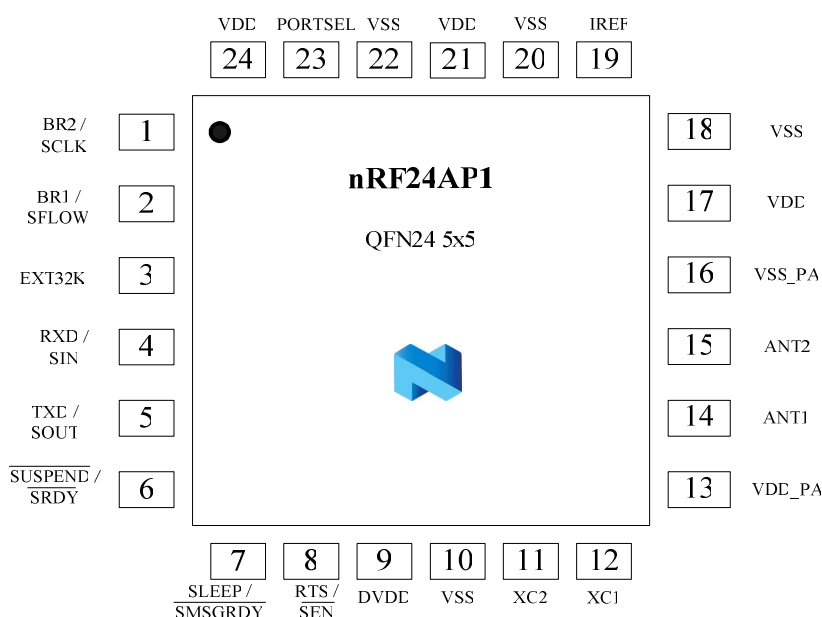 VDD PORTSEL VSS VDD VSS IREF
24 23 22 21 20 19
BR2 /
SCLK
1
18 VSS
nRF24AP1
BR1 /
SFLOW
2
17 VDD
QFN24 5x5
EXT32K 3
16 VSS_PA
RXD /
SIN
4
15 ANT2
TXD /
SOUT
5
14 ANT1
SUSPEND /
SRDY
6
13 VDD_PA
7 8 9 10 11 12
SLEEP /
SMSGRDY
RTS /
SEN
DVDD VSS XC2 XC1